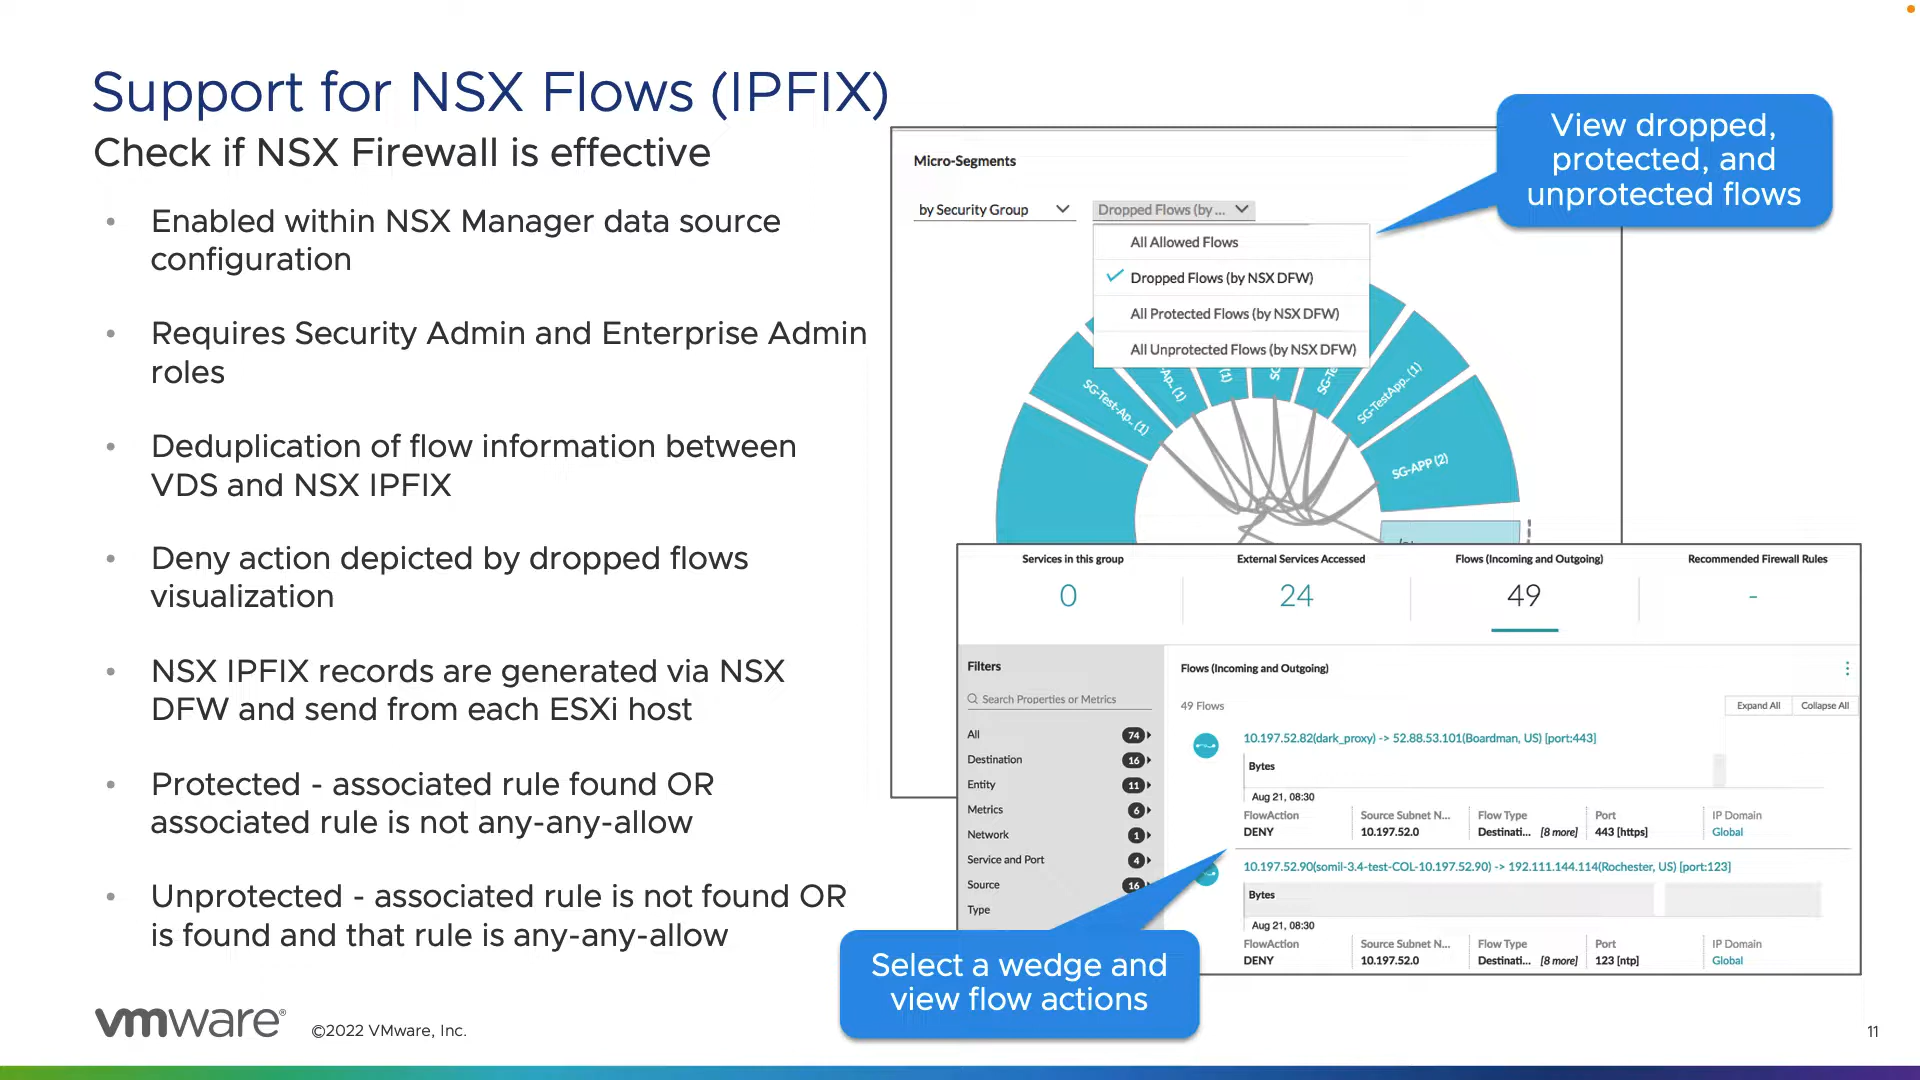 Support for NSX Flows (IPFIX)
Check if NSX Firewall is effective
• Enabled within NSX Manager data source
configuration
• Requires Security Admin and Enterprise Admin
roles
• Deduplication of flow information between
VDS and NSX IPFIX
• Deny action depicted by dropped flows
visualization
• NSX IPFIX records are generated via NSX
DFW and send from each ESXi host
• Protected - associated rule found OR
associated rule is not any-any-allow
• Unprotected - associated rule is not found OR
is found and that rule is any-any-allow
View dropped,
protected, and
unprotected flows
Micro-Segments
by Security Group
Dropped Flows (by ...
All Allowed Flows
Dropped Flows (by NSX DFW)
All Protected Flows (by NSX DFW)
All Unprotected Flows (by NSX DFW)
SG-Test-Ap.. (1)
-Ap.. (1)
(1)
SG
SG-Te
SG-TestApp.. (1)
SG-APP (2)
Services in this group
0
External Services Accessed
24
Flows (Incoming and Outgoing)
49
Recommended Firewall Rules
-
Filters
Search Properties or Metrics
All 74
Destination 16
Entity 11
Metrics 6
Network 1
Service and Port 4
Source 16
Type
Flows (Incoming and Outgoing)
49 Flows
Expand All
Collapse All
10.197.52.82(dark_proxy) -> 52.88.53.101(Boardman, US) [port:443]
Bytes
Aug 21, 08:30
FlowAction Source Subnet N... Flow Type Port IP Domain
DENY 10.197.52.0 Destinati... [8 more] 443 [https] Global
10.197.52.90(somil-3.4-test-COL-10.197.52.90) -> 192.111.144.114(Rochester, US) [port:123]
Bytes
Aug 21, 08:30
FlowAction Source Subnet N... Flow Type Port IP Domain
DENY 10.197.52.0 Destinati... [8 more] 123 [ntp] Global
Select a wedge and
view flow actions
vmware®
©2022 VMware, Inc.
11